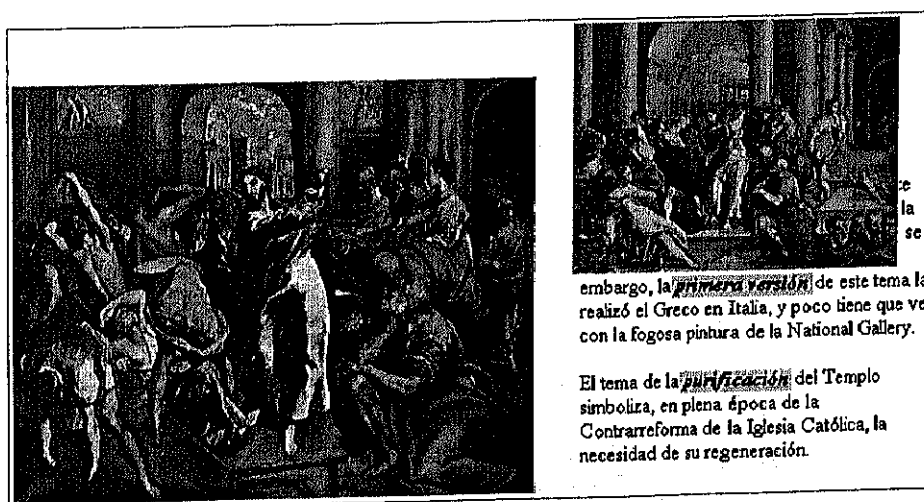 la
se
embargo, la primera versión de este tema la
realizó el Greco en Italia, y poco tiene que ve
con la fogosa pintura de la National Gallery.
El tema de la purificación del Templo
simboliza, en plena época de la
Contrarreforma de la Iglesia Católica, la
necesidad de su regeneración.